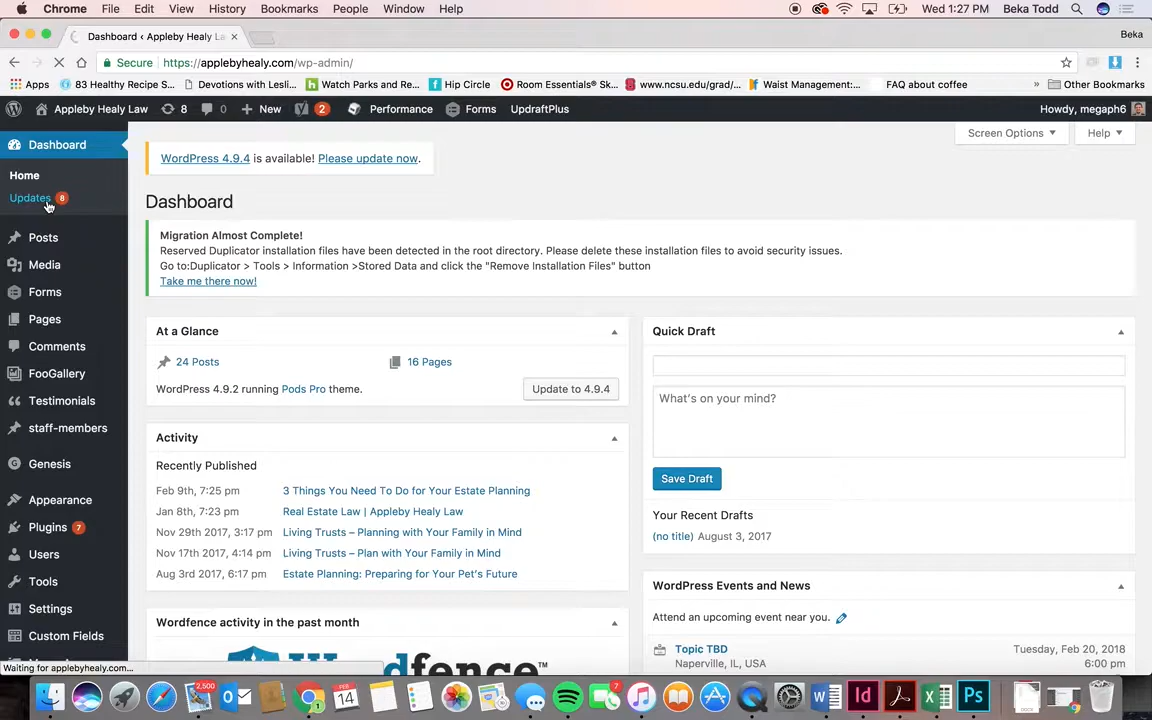 Chrome File Edit View History Bookmarks People Window Help Wed 1:27 PM Beka Todd
Dashboard ‹ Appleby Healy La Beka
Secure https://applebyhealy.com/wp-admin/
Apps 83 Healthy Recipe S... Devotions with Lesli... Watch Parks and Re... Hip Circle Room Essentials® Sk... www.ncsu.edu/grad/... Waist Management:... FAQ about coffee » Other Bookmarks
Appleby Healy Law 8 0 New 2 Performance Forms UpdraftPlus Howdy, megaph6
Dashboard
Home
Updates 8
Posts
Media
Forms
Pages
Comments
FooGallery
Testimonials
staff-members
Genesis
Appearance
Plugins 7
Users
Tools
Settings
Custom Fields
Waiting for applebyhealy.com...
Screen Options Help
WordPress 4.9.4 is available! Please update now.
Dashboard
Migration Almost Complete!
Reserved Duplicator installation files have been detected in the root directory. Please delete these installation files to avoid security issues.
Go to:Duplicator > Tools > Information >Stored Data and click the "Remove Installation Files" button
Take me there now!
At a Glance
24 Posts 16 Pages
WordPress 4.9.2 running Pods Pro theme. Update to 4.9.4
Activity
Recently Published
Feb 9th, 7:25 pm 3 Things You Need To Do for Your Estate Planning
Jan 8th, 7:23 pm Real Estate Law | Appleby Healy Law
Nov 29th 2017, 3:17 pm Living Trusts – Planning with Your Family in Mind
Nov 17th 2017, 4:14 pm Living Trusts – Plan with Your Family in Mind
Aug 3rd 2017, 6:17 pm Estate Planning: Preparing for Your Pet's Future
Wordfence activity in the past month
Quick Draft
What's on your mind?
Save Draft
Your Recent Drafts
(no title) August 3, 2017
WordPress Events and News
Attend an upcoming event near you.
Topic TBD Tuesday, Feb 20, 2018
Naperville, IL, USA 6:00 pm
2,500 FEB 14 7 W Id X Ps